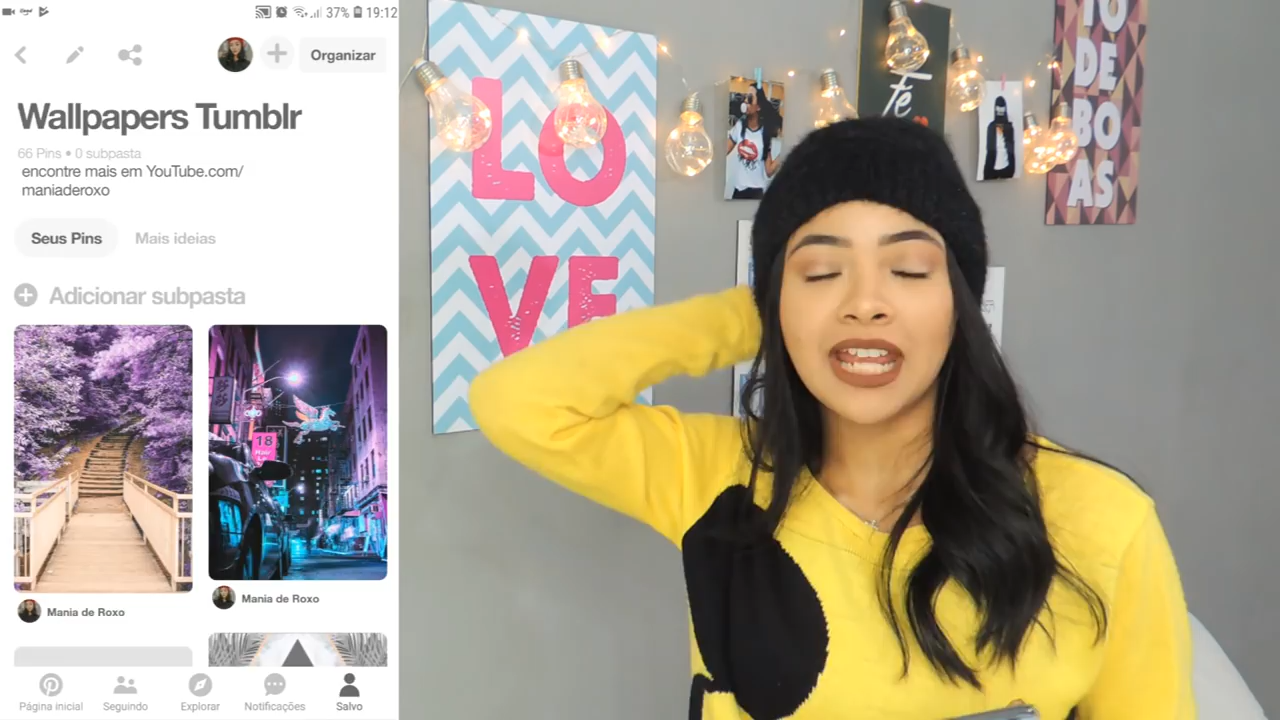 37% 19:12
Organizar
Wallpapers Tumblr
66 Pins • 0 subpasta
encontre mais em YouTube.com/
maniaderoxo
Seus Pins
Mais ideias
Adicionar subpasta
18
Mania de Roxo
Mania de Roxo
Página inicial
Seguindo
Explorar
Notificações
Salvo
LO
VE
Fé
TO
DE
BO
AS